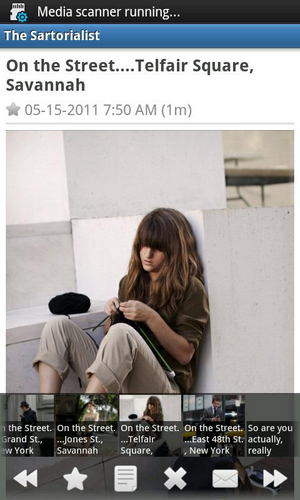 Media scanner running...
The Sartorialist
On the Street....Telfair Square,
Savannah
05-15-2011 7:50 AM (1m)
n the Street.
Grand St.,
ew York
On the Street.
...Jones St.,
Savannah
On the Street.
...Telfair
Square,
On the Street.
...East 48th St.
, New York
So are you
actually,
really